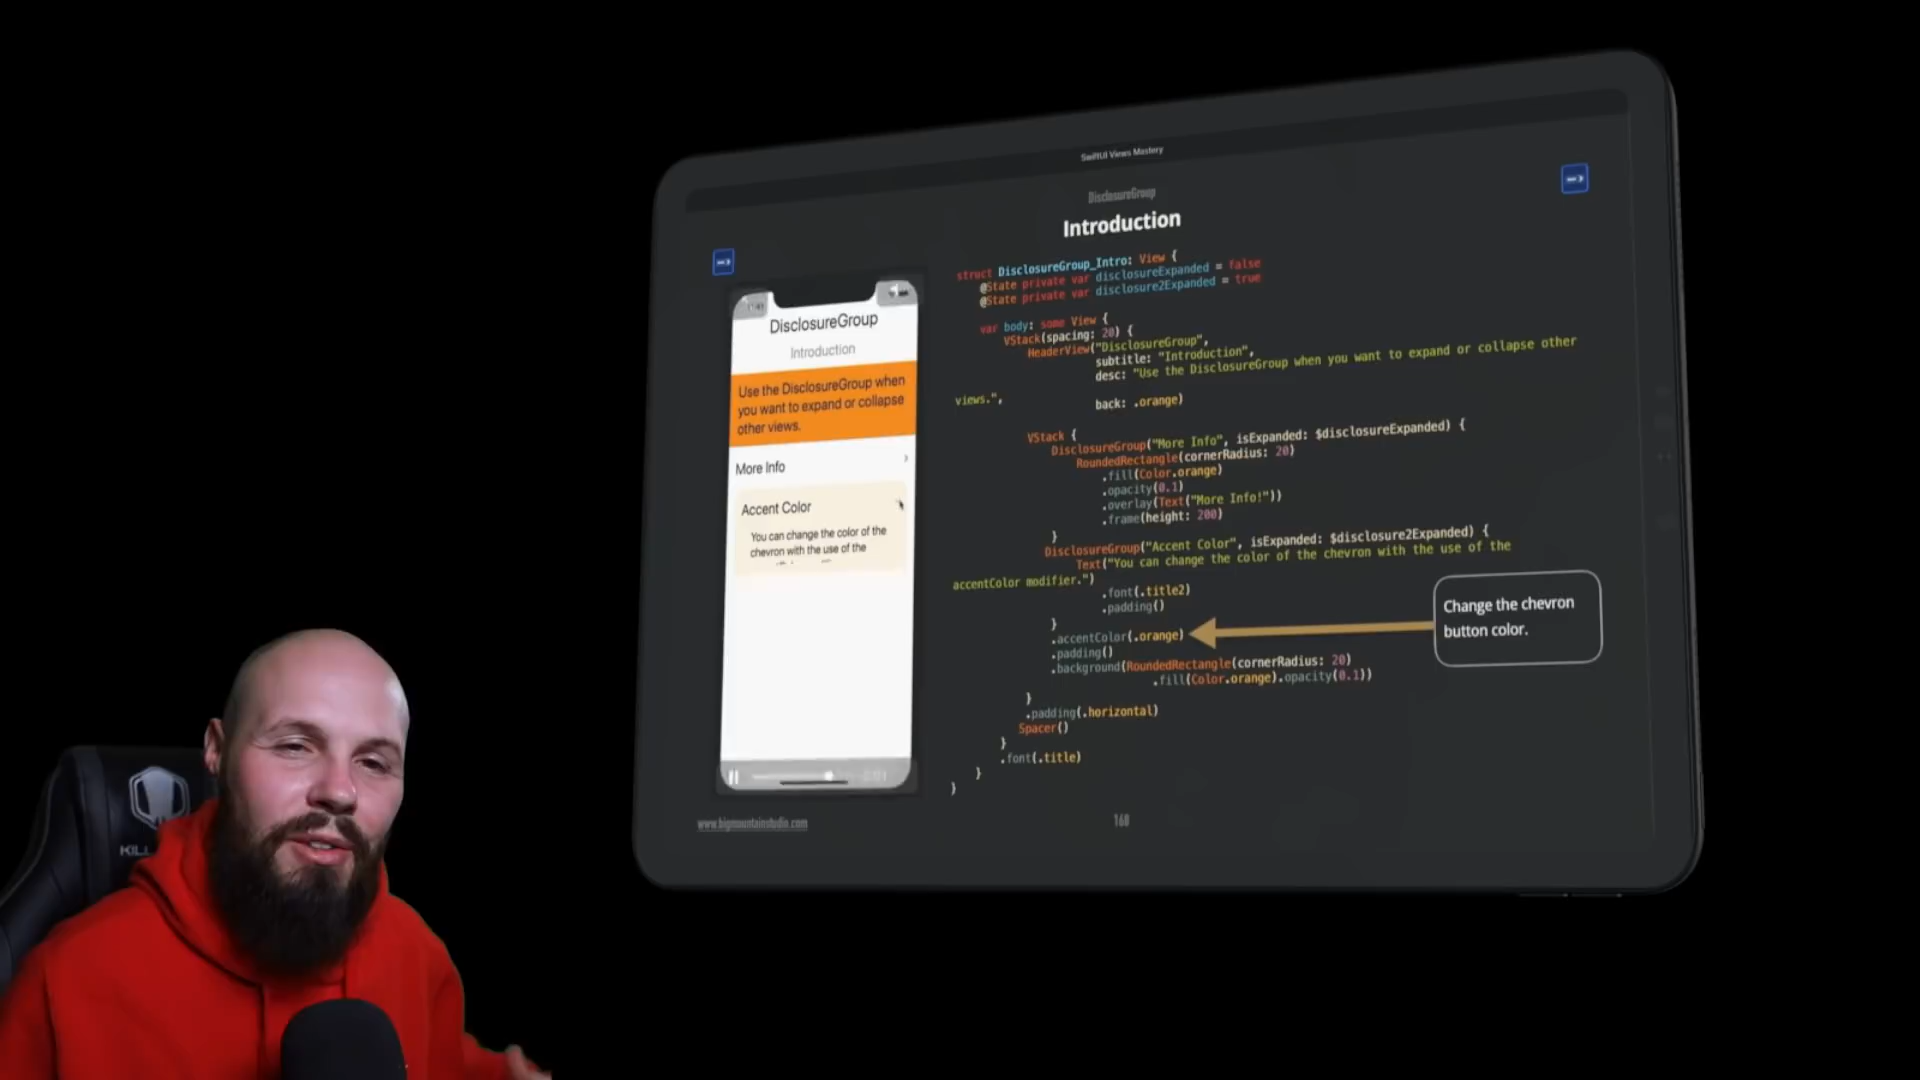 SwiftUI Views Mastery
DisclosureGroup
Introduction
DisclosureGroup
Introduction
Use the DisclosureGroup when
you want to expand or collapse
other views.
More Info
Accent Color
You can change the color of the
chevron with the use of the
struct DisclosureGroup_Intro: View {
@State private var disclosureExpanded = false
@State private var disclosure2Expanded = true
var body: some View {
VStack(spacing: 20) {
HeaderView("DisclosureGroup",
subtitle: "Introduction",
desc: "Use the DisclosureGroup when you want to expand or collapse other
views.",
back: .orange)
VStack {
DisclosureGroup("More Info", isExpanded: $disclosureExpanded) {
RoundedRectangle(cornerRadius: 20)
.fill(Color.orange)
.opacity(0.1)
.overlay(Text("More Info!"))
.frame(height: 200)
}
DisclosureGroup("Accent Color", isExpanded: $disclosure2Expanded) {
Text("You can change the color of the chevron with the use of the
accentColor modifier.")
.font(.title2)
.padding()
}
.accentColor(.orange)
.padding()
.background(RoundedRectangle(cornerRadius: 20)
.fill(Color.orange).opacity(0.1))
}
.padding(.horizontal)
Spacer()
}
.font(.title)
}
}
Change the chevron
button color.
www.bigmountainstudio.com
160
KILL